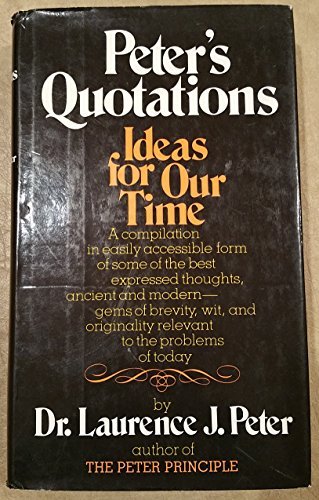 Peter's
Quotations
Ideas
for Our
Time
A compilation
in easily accessible form
of some of the best
expressed thoughts,
ancient and modern—
gems of brevity, wit, and
originality relevant
to the problems
of today
by
Dr. Laurence J. Peter
author of
THE PETER PRINCIPLE